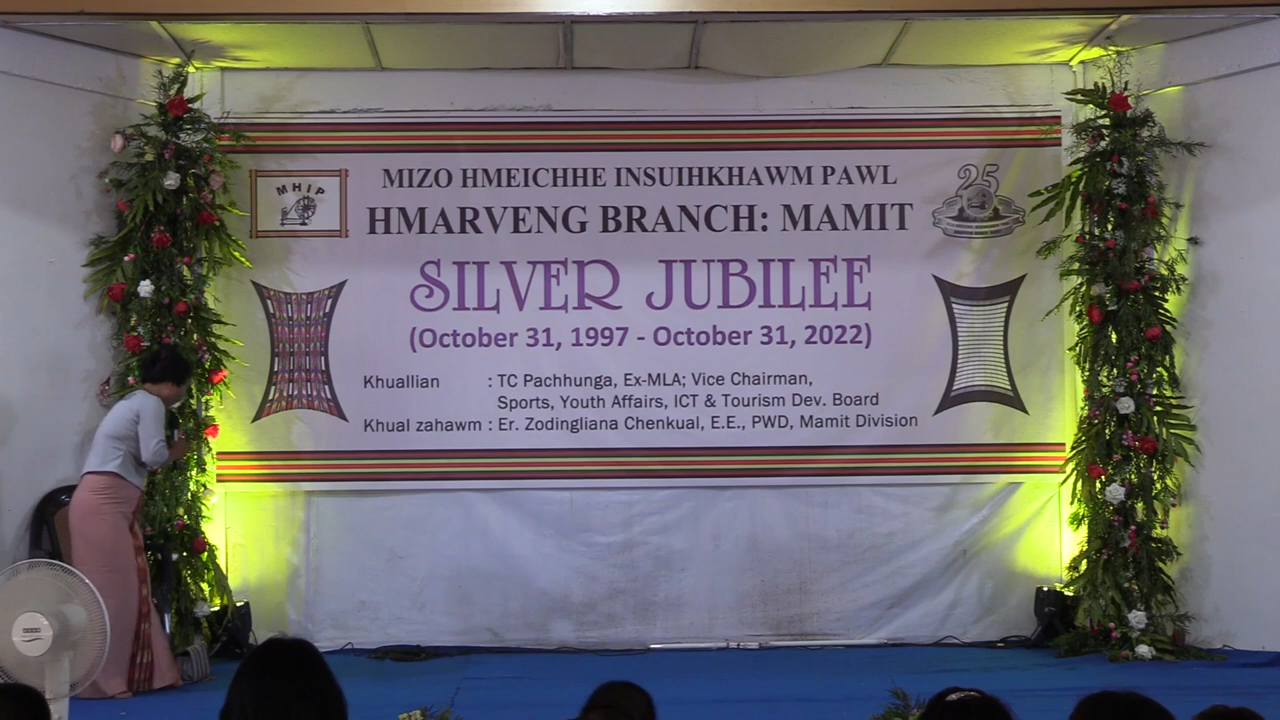 MIZO HMEICHHE INSUIHKHAWM PAWL
MHIP
25
HMARVENG BRANCH: MAMIT
SILVER JUBILEE
(October 31, 1997 - October 31, 2022)
Khuallian : TC Pachhunga, Ex-MLA; Vice Chairman,
Sports, Youth Affairs, ICT & Tourism Dev. Board
Khual zahawm : Er. Zodingliana Chenkual, E.E., PWD, Mamit Division